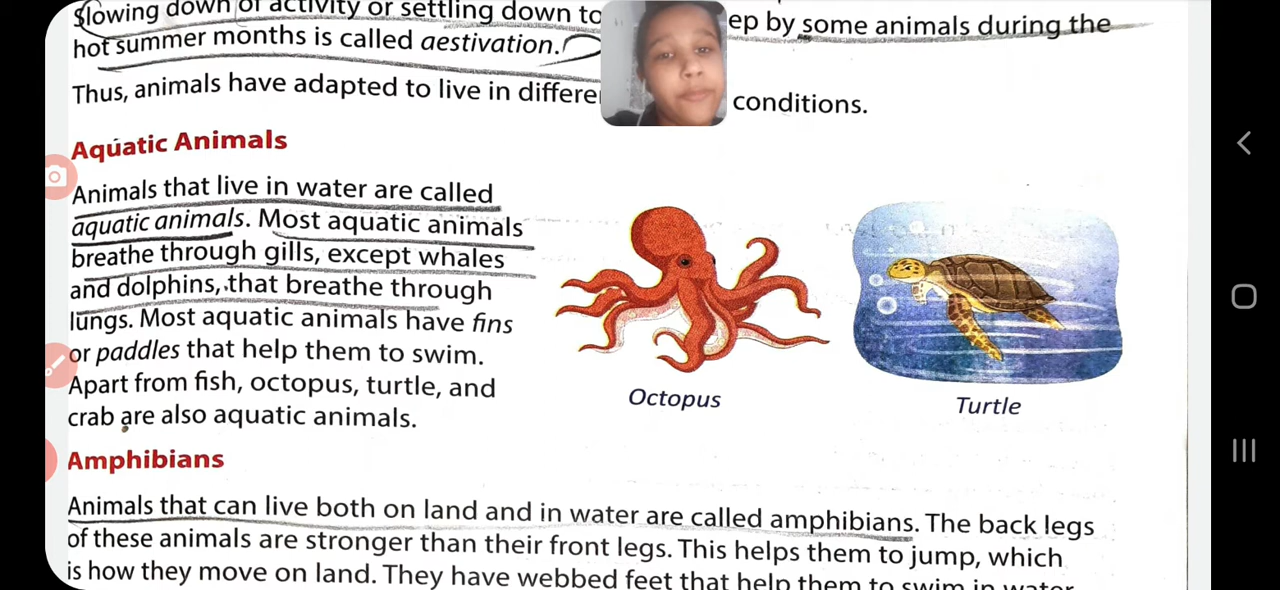 Slowing down of activity or settling down to ep by some animals during the
hot summer months is called aestivation.
Thus, animals have adapted to live in differe conditions.
Aquatic Animals
Animals that live in water are called
aquatic animals. Most aquatic animals
breathe through gills, except whales
and dolphins, that breathe through
lungs. Most aquatic animals have fins
or paddles that help them to swim.
Apart from fish, octopus, turtle, and
crab are also aquatic animals.
Octopus
Turtle
Amphibians
Animals that can live both on land and in water are called amphibians. The back legs
of these animals are stronger than their front legs. This helps them to jump, which
is how they move on land. They have webbed feet that help them to swim in water